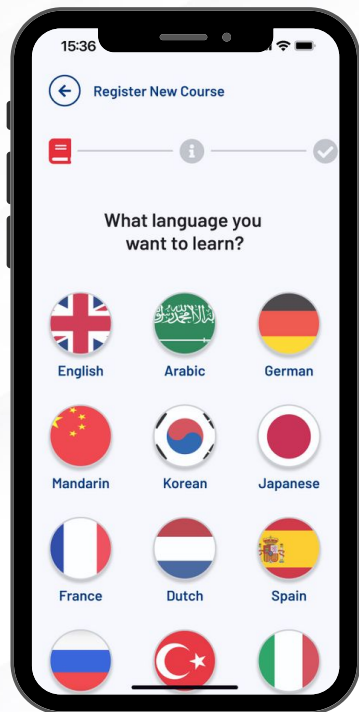 15:36
Register New Course
What language you
want to learn?
English Arabic German
Mandarin Korean Japanese
France Dutch Spain